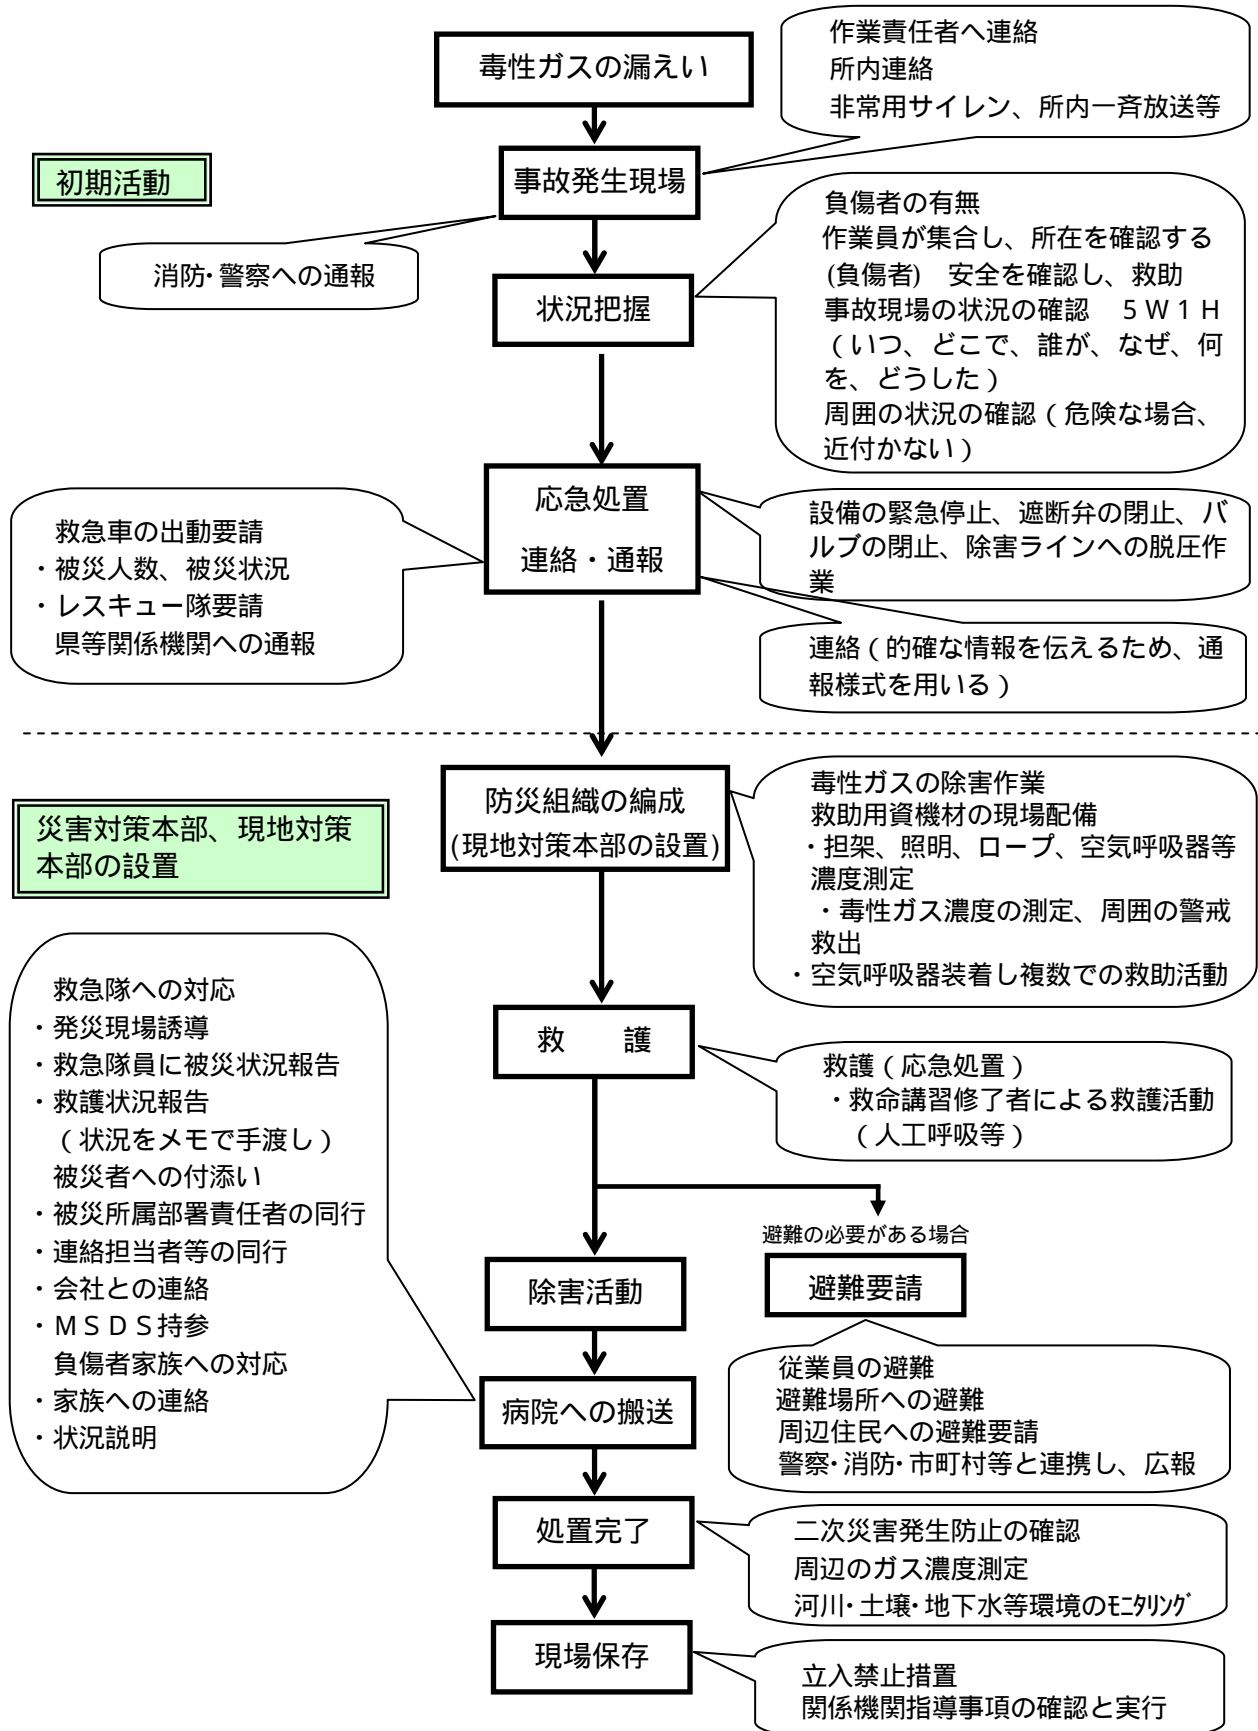 毒性ガスの漏えい
作業責任者へ連絡
所内連絡
非常用サイレン、所内一斉放送等
初期活動
事故発生現場
消防・警察への通報
状況把握
負傷者の有無
作業員が集合し、所在を確認する
(負傷者) 安全を確認し、救助
事故現場の状況の確認 5W1H
(いつ、どこで、誰が、なぜ、何
を、どうした)
周囲の状況の確認(危険な場合、
近付かない)
応急処置
連絡・通報
救急車の出動要請
・被災人数、被災状況
・レスキュー隊要請
県等関係機関への通報
設備の緊急停止、遮断弁の閉止、バ
ルブの閉止、除害ラインへの脱圧作
業
連絡(的確な情報を伝えるため、通
報様式を用いる)
防災組織の編成
(現地対策本部の設置)
災害対策本部、現地対策
本部の設置
毒性ガスの除害作業
救助用資機材の現場配備
・担架、照明、ロープ、空気呼吸器等
濃度測定
・毒性ガス濃度の測定、周囲の警戒
救出
・空気呼吸器装着し複数での救助活動
救 護
救護(応急処置)
・救命講習修了者による救護活動
(人工呼吸等)
救急隊への対応
・発災現場誘導
・救急隊員に被災状況報告
・救護状況報告
(状況をメモで手渡し)
被災者への付添い
・被災所属部署責任者の同行
・連絡担当者等の同行
・会社との連絡
・MSDS持参
負傷者家族への対応
・家族への連絡
・状況説明
避難の必要がある場合
除害活動
避難要請
従業員の避難
避難場所への避難
周辺住民への避難要請
警察・消防・市町村等と連携し、広報
病院への搬送
処置完了
二次災害発生防止の確認
周辺のガス濃度測定
河川・土壌・地下水等環境のモニタリング
現場保存
立入禁止措置
関係機関指導事項の確認と実行